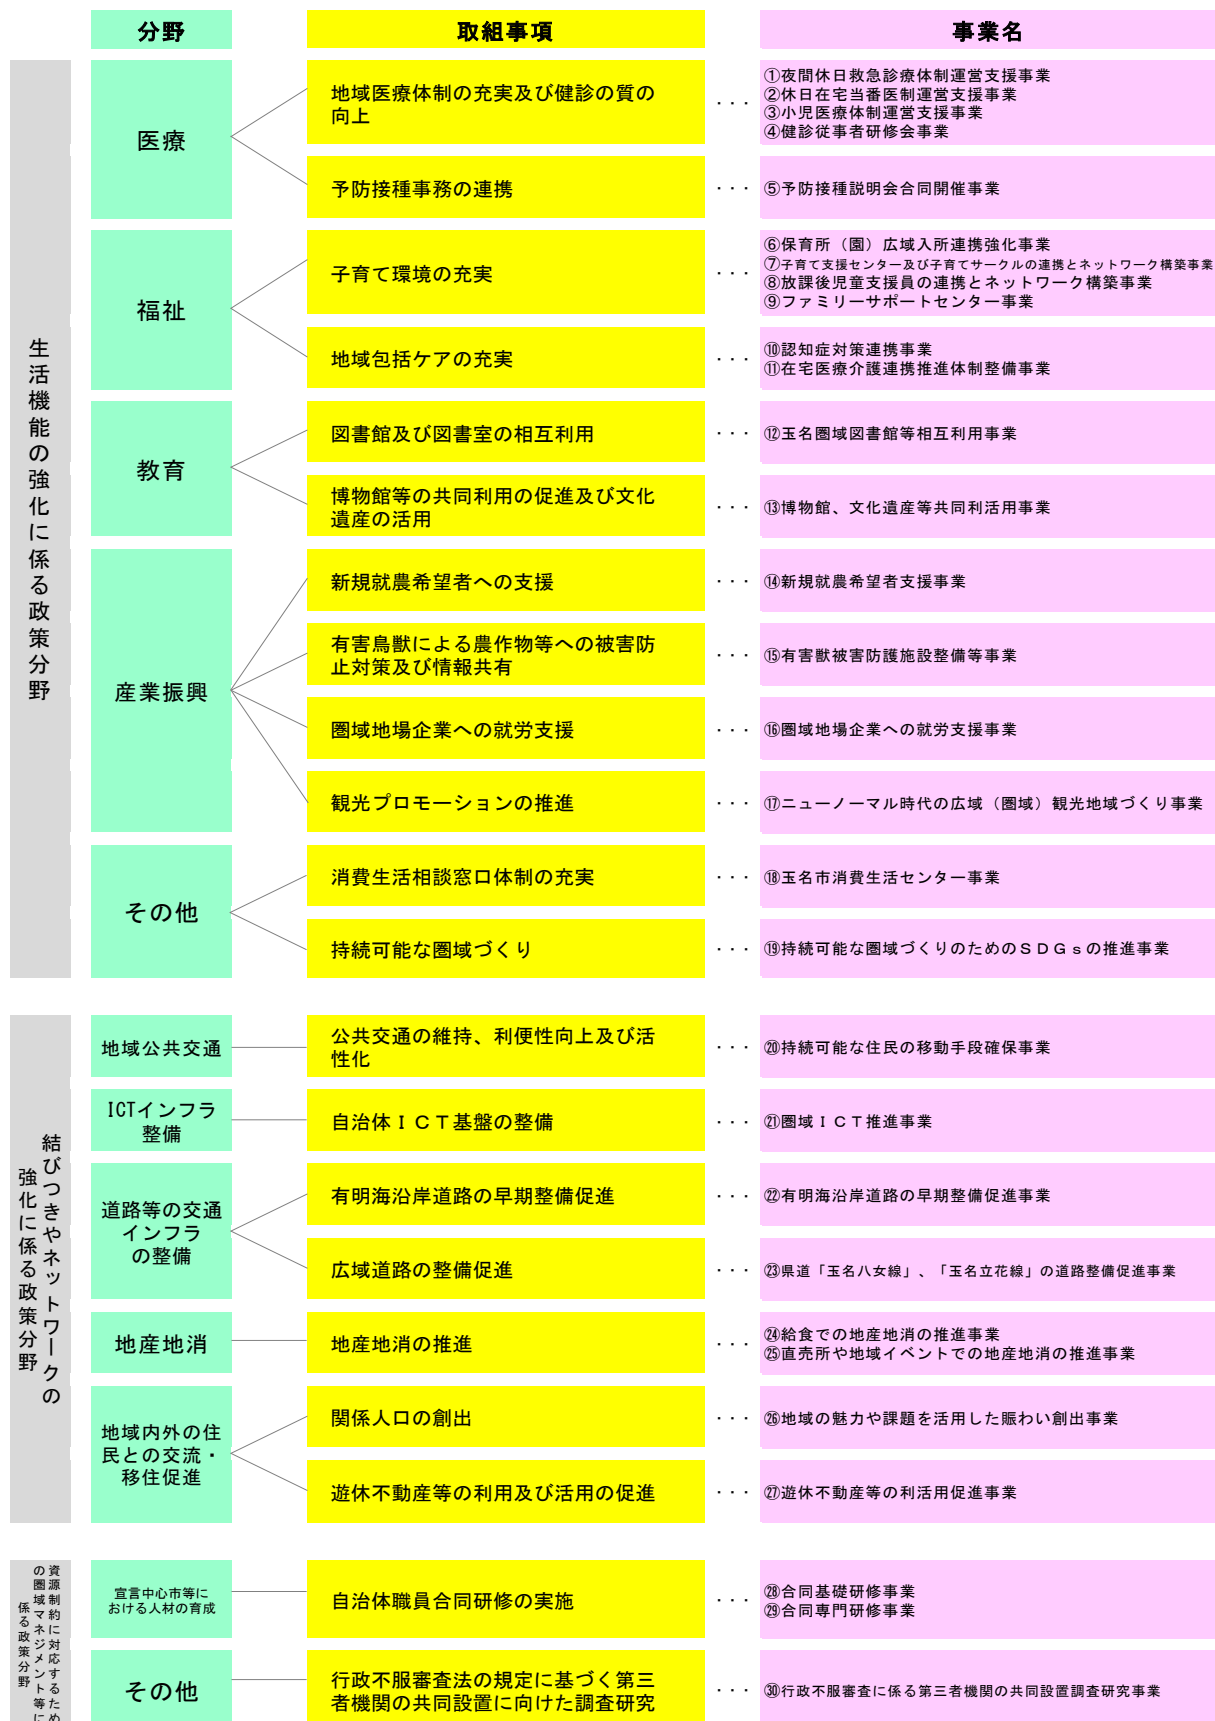 分野
取組事項
事業名
生活機能の強化に係る政策分野
医療
地域医療体制の充実及び健診の質の
向上
・・・
①夜間休日救急診療体制運営支援事業
②休日在宅当番医制運営支援事業
③小児医療体制運営支援事業
④健診従事者研修会事業
予防接種事務の連携
・・・
⑤予防接種説明会合同開催事業
福祉
子育て環境の充実
・・・
⑥保育所（園）広域入所連携強化事業
⑦子育て支援センター及び子育てサークルの連携とネットワーク構築事業
⑧放課後児童支援員の連携とネットワーク構築事業
⑨ファミリーサポートセンター事業
地域包括ケアの充実
・・・
⑩認知症対策連携事業
⑪在宅医療介護連携推進体制整備事業
教育
図書館及び図書室の相互利用
・・・
⑫玉名圏域図書館等相互利用事業
博物館等の共同利用の促進及び文化
遺産の活用
・・・
⑬博物館、文化遺産等共同利活用事業
産業振興
新規就農希望者への支援
・・・
⑭新規就農希望者支援事業
有害鳥獣による農作物等への被害防
止対策及び情報共有
・・・
⑮有害獣被害防護施設整備等事業
圏域地場企業への就労支援
・・・
⑯圏域地場企業への就労支援事業
観光プロモーションの推進
・・・
⑰ニューノーマル時代の広域（圏域）観光地域づくり事業
その他
消費生活相談窓口体制の充実
・・・
⑱玉名市消費生活センター事業
持続可能な圏域づくり
・・・
⑲持続可能な圏域づくりのためのＳＤＧｓの推進事業
結びつきやネットワークの
強化に係る政策分野
地域公共交通
公共交通の維持、利便性向上及び活
性化
・・・
⑳持続可能な住民の移動手段確保事業
ICTインフラ
整備
自治体ＩＣＴ基盤の整備
・・・
㉑圏域ＩＣＴ推進事業
道路等の交通
インフラ
の整備
有明海沿岸道路の早期整備促進
・・・
㉒有明海沿岸道路の早期整備促進事業
広域道路の整備促進
・・・
㉓県道「玉名八女線」、「玉名立花線」の道路整備促進事業
地産地消
地産地消の推進
・・・
㉔給食での地産地消の推進事業
㉕直売所や地域イベントでの地産地消の推進事業
地域内外の住
民との交流・
移住促進
関係人口の創出
・・・
㉖地域の魅力や課題を活用した賑わい創出事業
遊休不動産等の利用及び活用の促進
・・・
㉗遊休不動産等の利活用促進事業
資源制約に対応するため
の圏域マネジメント等に
係る政策分野
宣言中心市等に
おける人材の育成
自治体職員合同研修の実施
・・・
㉘合同基礎研修事業
㉙合同専門研修事業
その他
行政不服審査法の規定に基づく第三
者機関の共同設置に向けた調査研究
・・・
㉚行政不服審査に係る第三者機関の共同設置調査研究事業